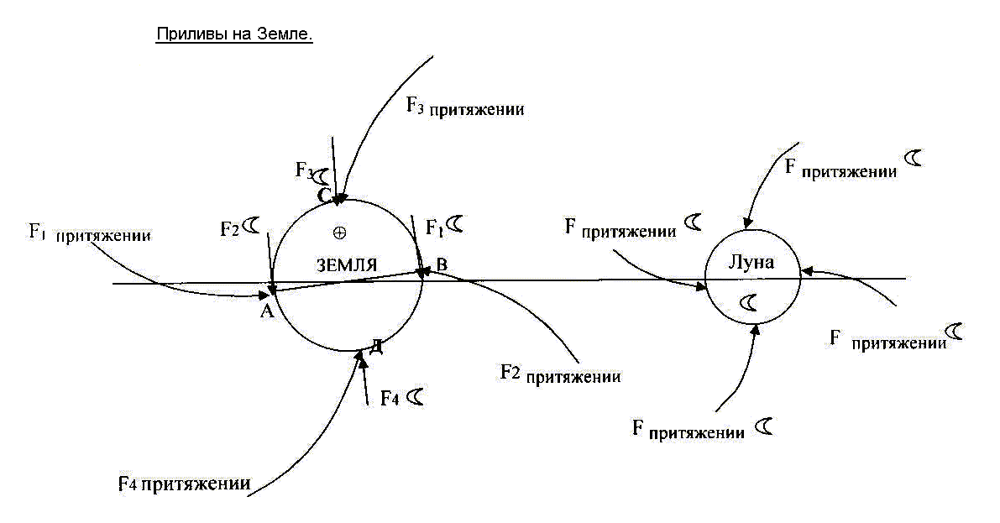 Приливы на Земле.
F3 притяжении
F3☾
С
F притяжении ☾
F1 притяжении
F2☾
F1☾
F притяжении ☾
⊕
ЗЕМЛЯ
В
Луна
☾
А
Д
F2 притяжении
F притяжении☾
F4☾
F притяжении ☾
F4 притяжении